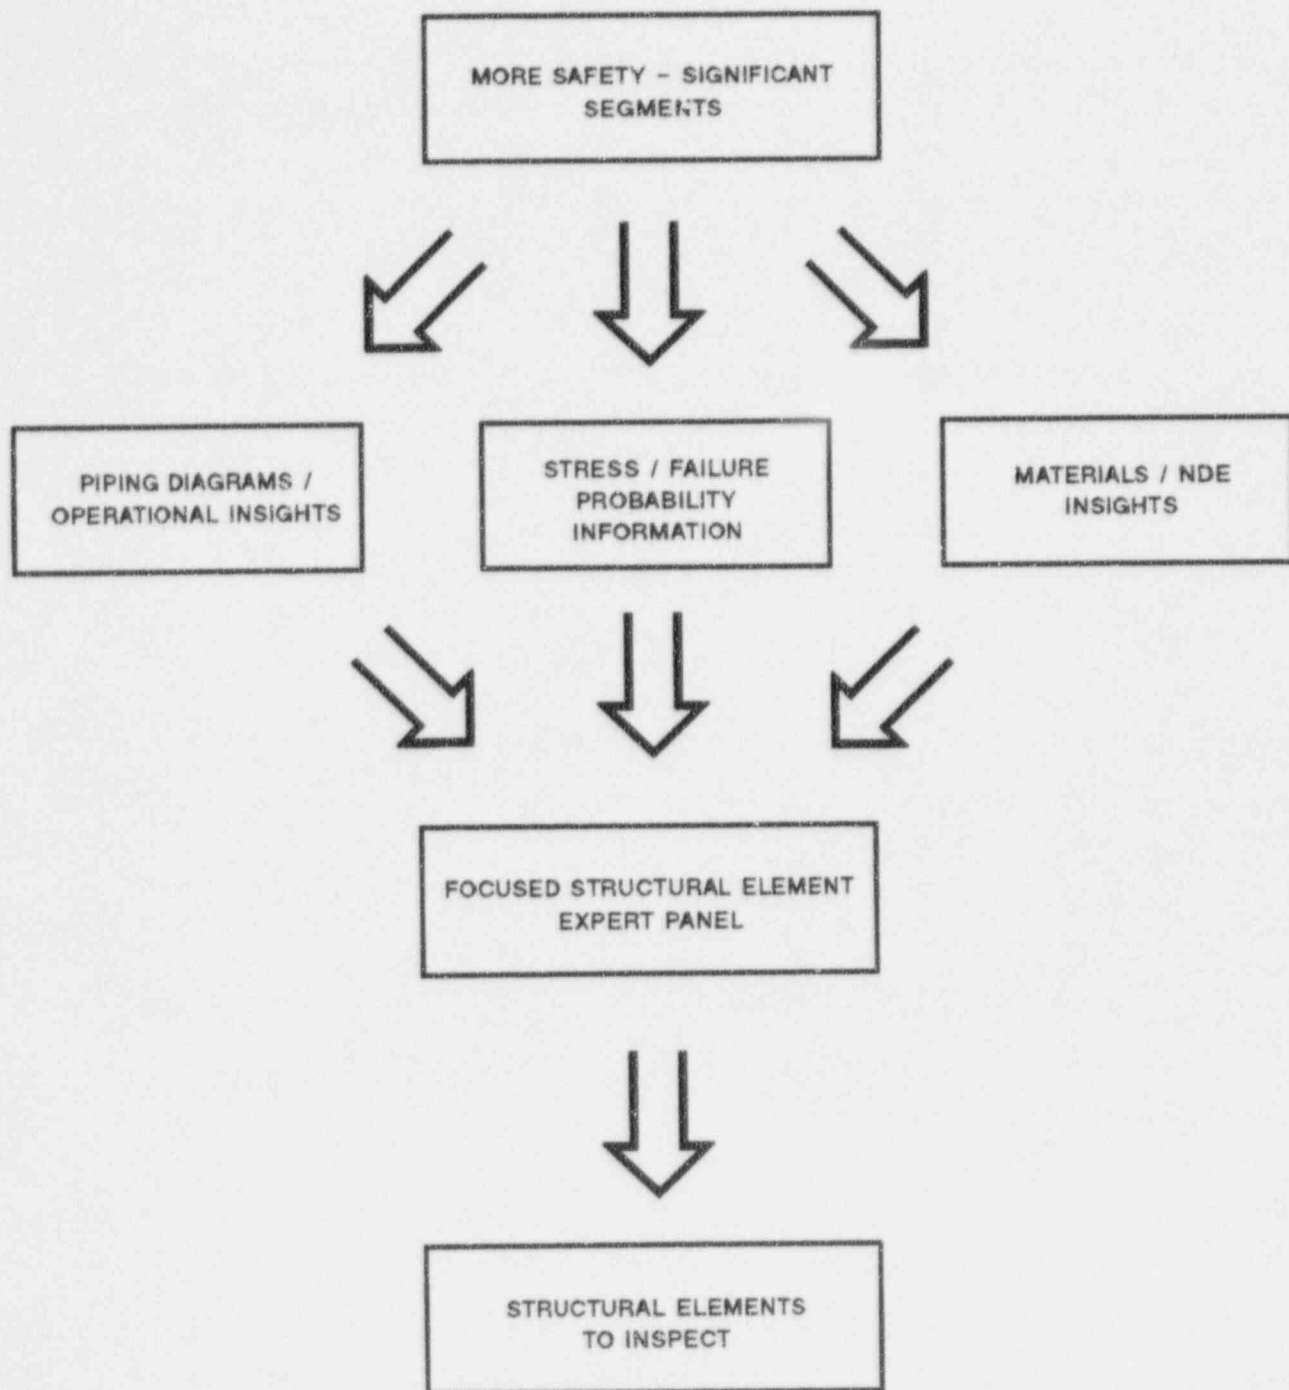 MORE SAFETY - SIGNIFICANT
SEGMENTS
PIPING DIAGRAMS /
OPERATIONAL INSIGHTS
STRESS / FAILURE
PROBABILITY
INFORMATION
MATERIALS / NDE
INSIGHTS
FOCUSED STRUCTURAL ELEMENT
EXPERT PANEL
STRUCTURAL ELEMENTS
TO INSPECT